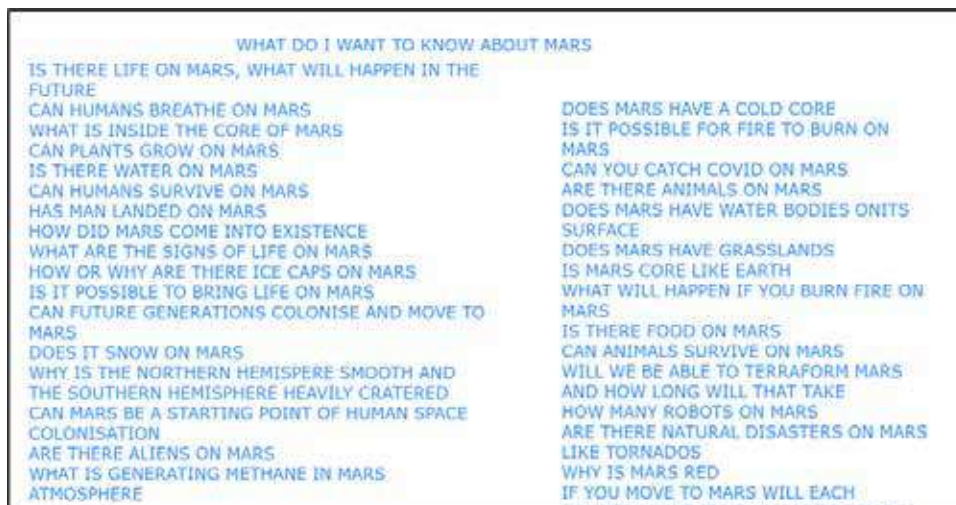 WHAT DO I WANT TO KNOW ABOUT MARS
IS THERE LIFE ON MARS, WHAT WILL HAPPEN IN THE
FUTURE
CAN HUMANS BREATHE ON MARS
WHAT IS INSIDE THE CORE OF MARS
CAN PLANTS GROW ON MARS
IS THERE WATER ON MARS
CAN HUMANS SURVIVE ON MARS
HAS MAN LANDED ON MARS
HOW DID MARS COME INTO EXISTENCE
WHAT ARE THE SIGNS OF LIFE ON MARS
HOW OR WHY ARE THERE ICE CAPS ON MARS
IS IT POSSIBLE TO BRING LIFE ON MARS
CAN FUTURE GENERATIONS COLONISE AND MOVE TO
MARS
DOES IT SNOW ON MARS
WHY IS THE NORTHERN HEMISPERE SMOOTH AND
THE SOUTHERN HEMISPHERE HEAVILY CRATERED
CAN MARS BE A STARTING POINT OF HUMAN SPACE
COLONISATION
ARE THERE ALIENS ON MARS
WHAT IS GENERATING METHANE IN MARS
ATMOSPHERE
DOES MARS HAVE A COLD CORE
IS IT POSSIBLE FOR FIRE TO BURN ON
MARS
CAN YOU CATCH COVID ON MARS
ARE THERE ANIMALS ON MARS
DOES MARS HAVE WATER BODIES ONITS
SURFACE
DOES MARS HAVE GRASSLANDS
IS MARS CORE LIKE EARTH
WHAT WILL HAPPEN IF YOU BURN FIRE ON
MARS
IS THERE FOOD ON MARS
CAN ANIMALS SURVIVE ON MARS
WILL WE BE ABLE TO TERRAFORM MARS
AND HOW LONG WILL THAT TAKE
HOW MANY ROBOTS ON MARS
ARE THERE NATURAL DISASTERS ON MARS
LIKE TORNADOS
WHY IS MARS RED
IF YOU MOVE TO MARS WILL EACH